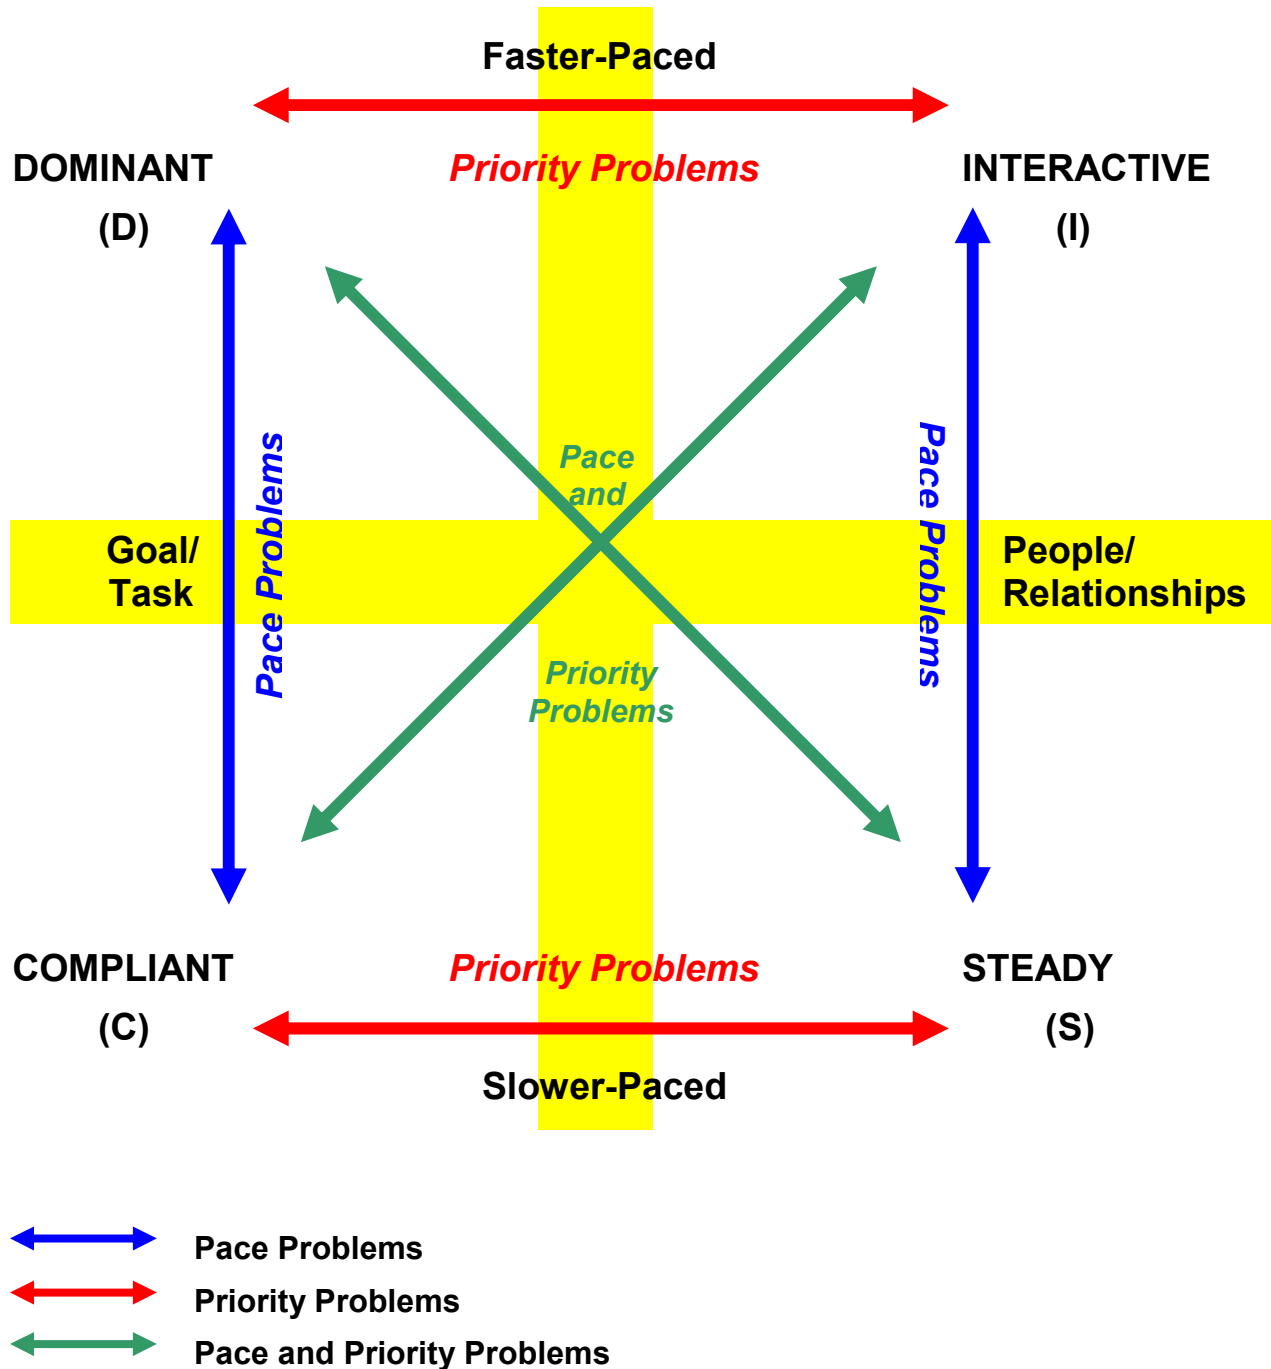 Faster-Paced
DOMINANT
Priority Problems
INTERACTIVE
(D)
(I)
Pace
and
Pace Problems
Pace Problems
Goal/
Task
People/
Relationships
Priority
Problems
COMPLIANT
Priority Problems
STEADY
(C)
(S)
Slower-Paced
Pace Problems
Priority Problems
Pace and Priority Problems